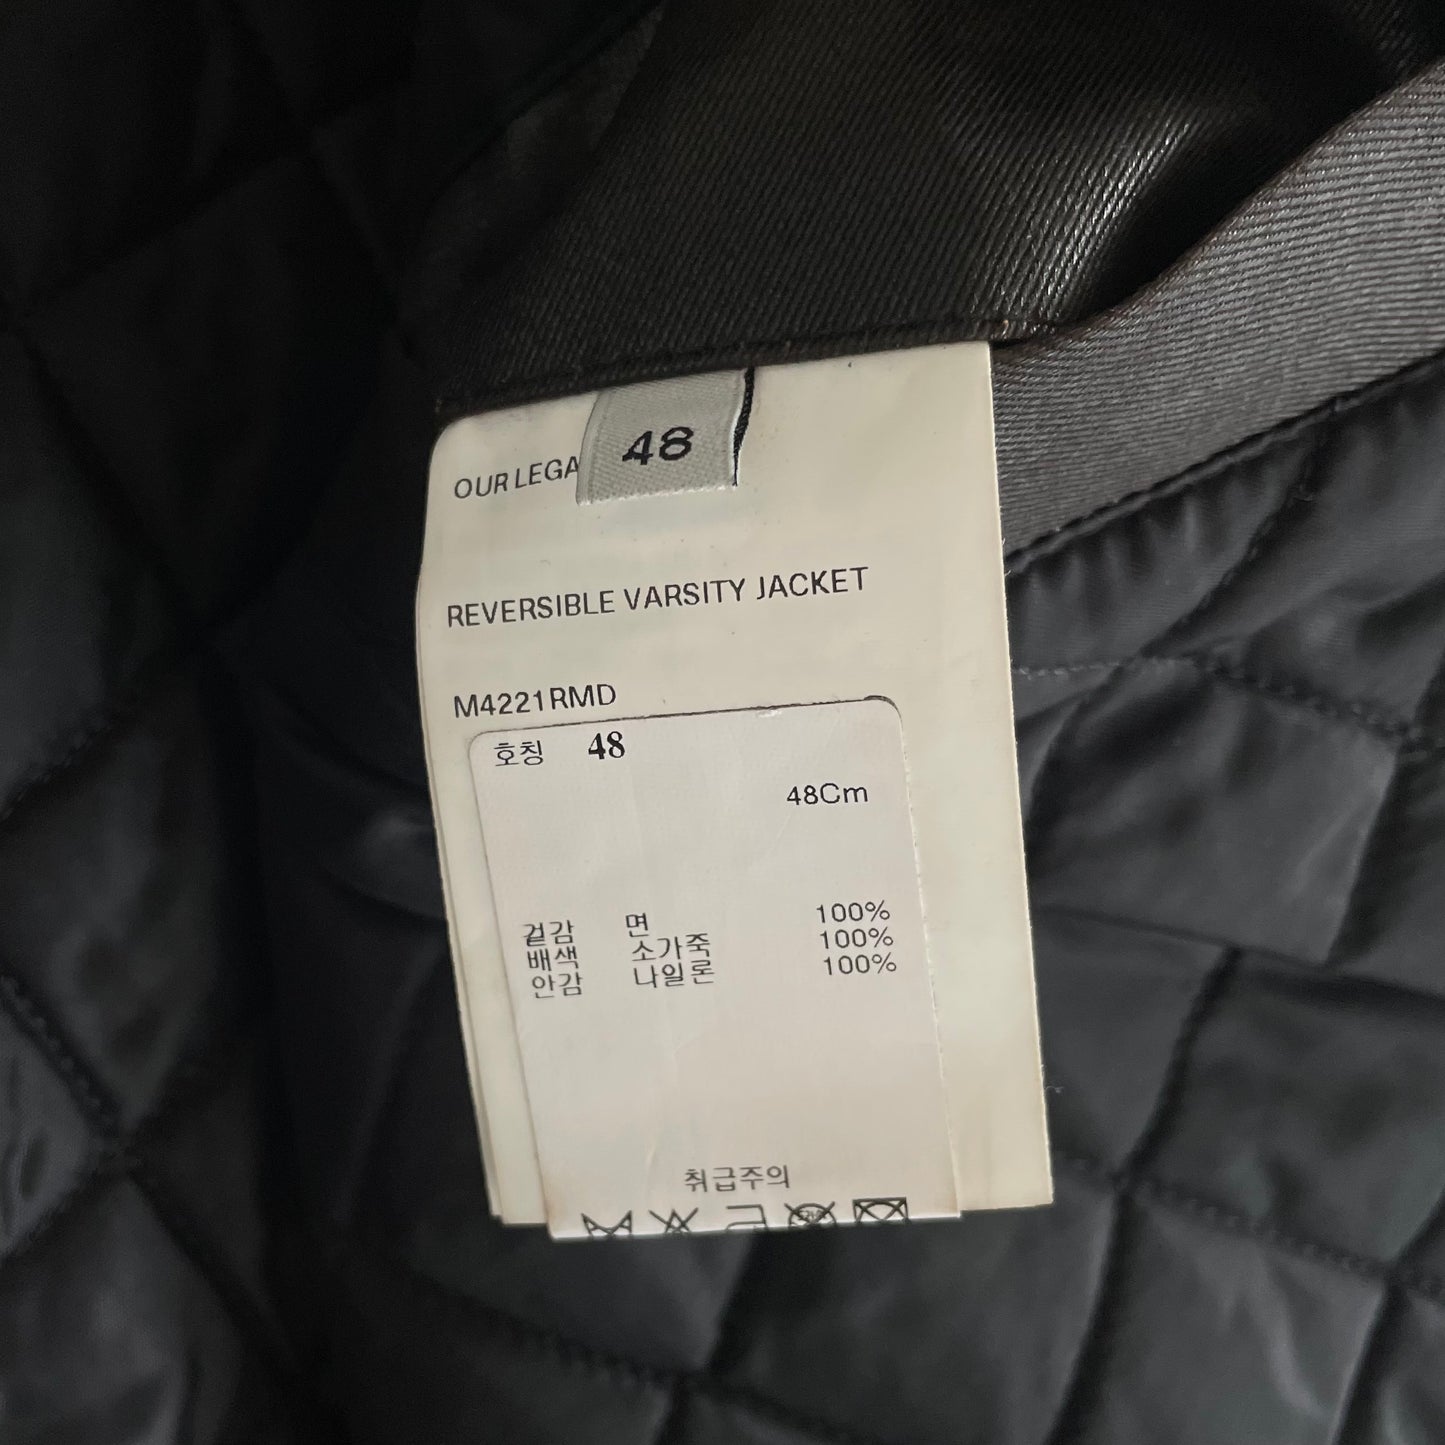 48
OUR LEGA
REVERSIBLE VARSITY JACKET
M4221RMD
호칭 48
48Cm
겉감 면 100%
배색 소가죽 100%
안감 나일론 100%
취급주의